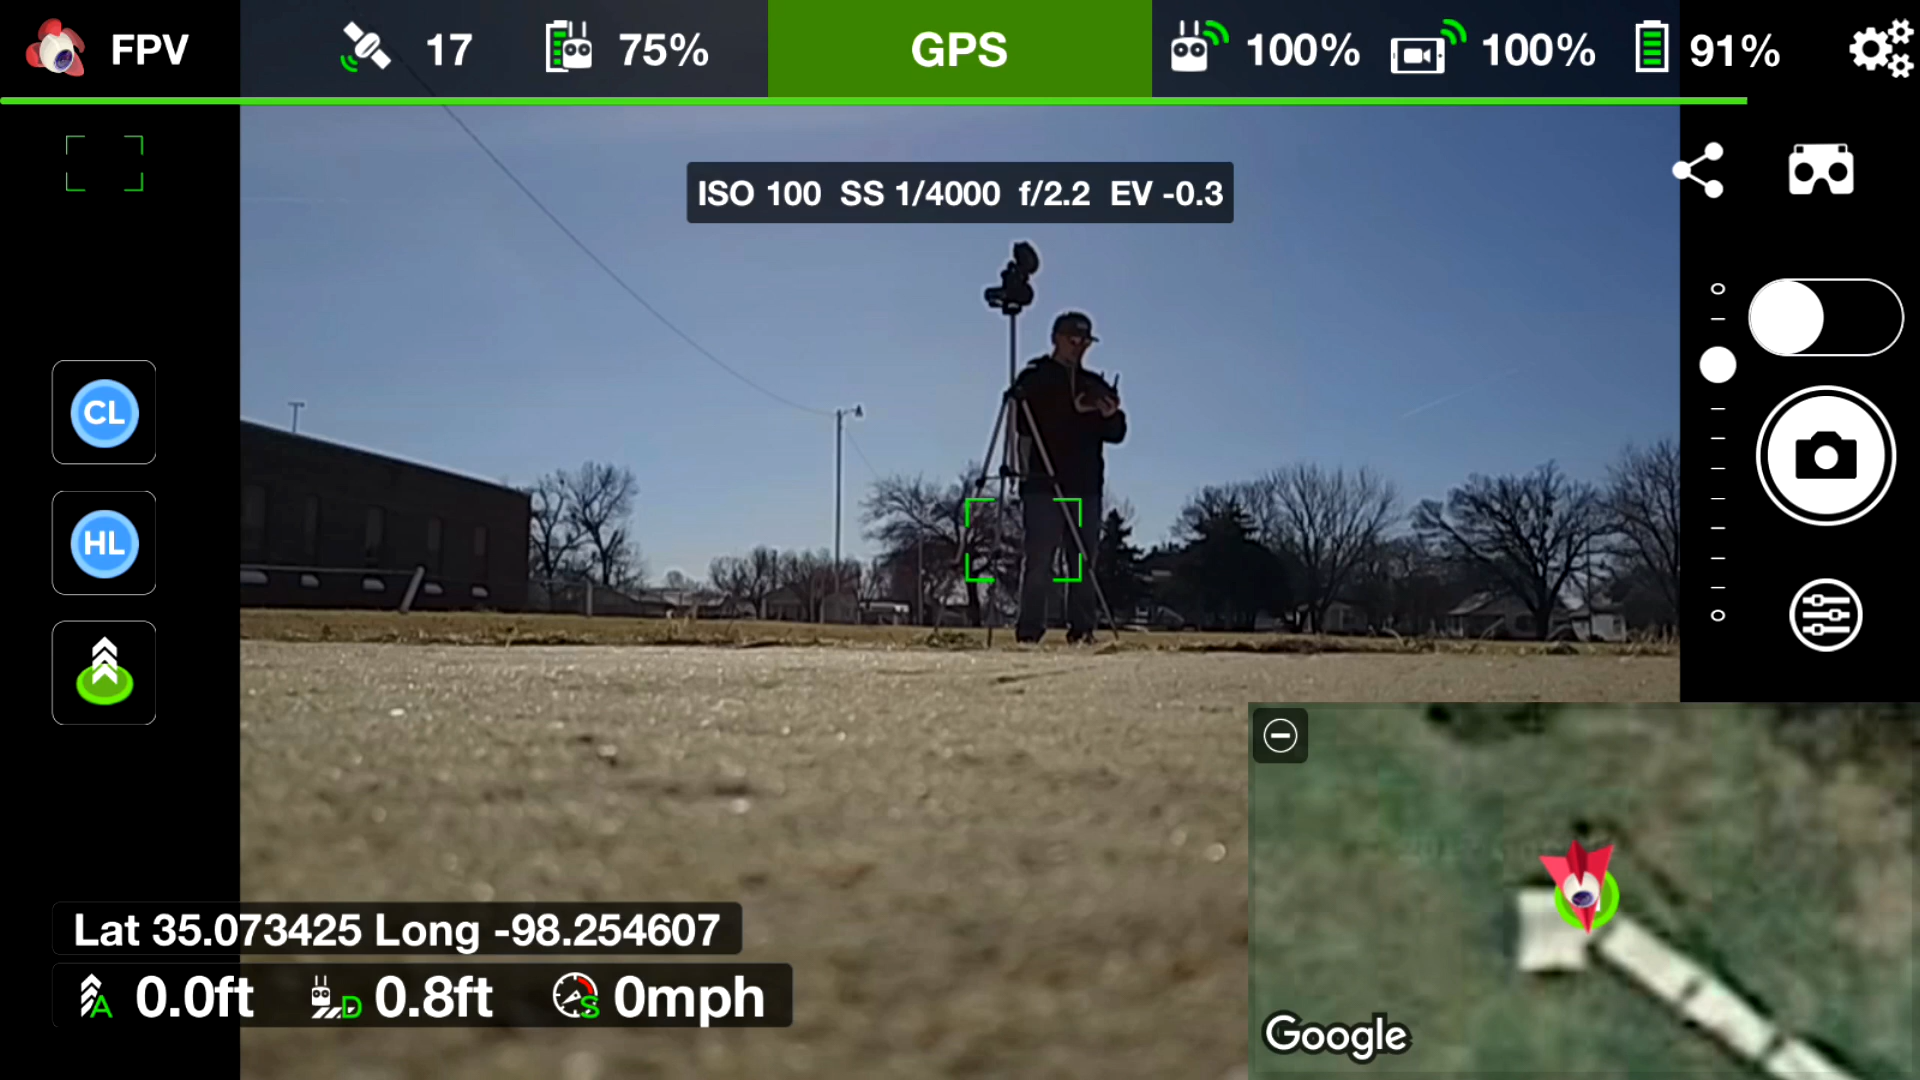 FPV 17 75% GPS 100% 100% 91%
ISO 100 SS 1/4000 f/2.2 EV -0.3
CL
HL
Lat 35.073425 Long -98.254607
A 0.0ft D 0.8ft S 0mph
Google